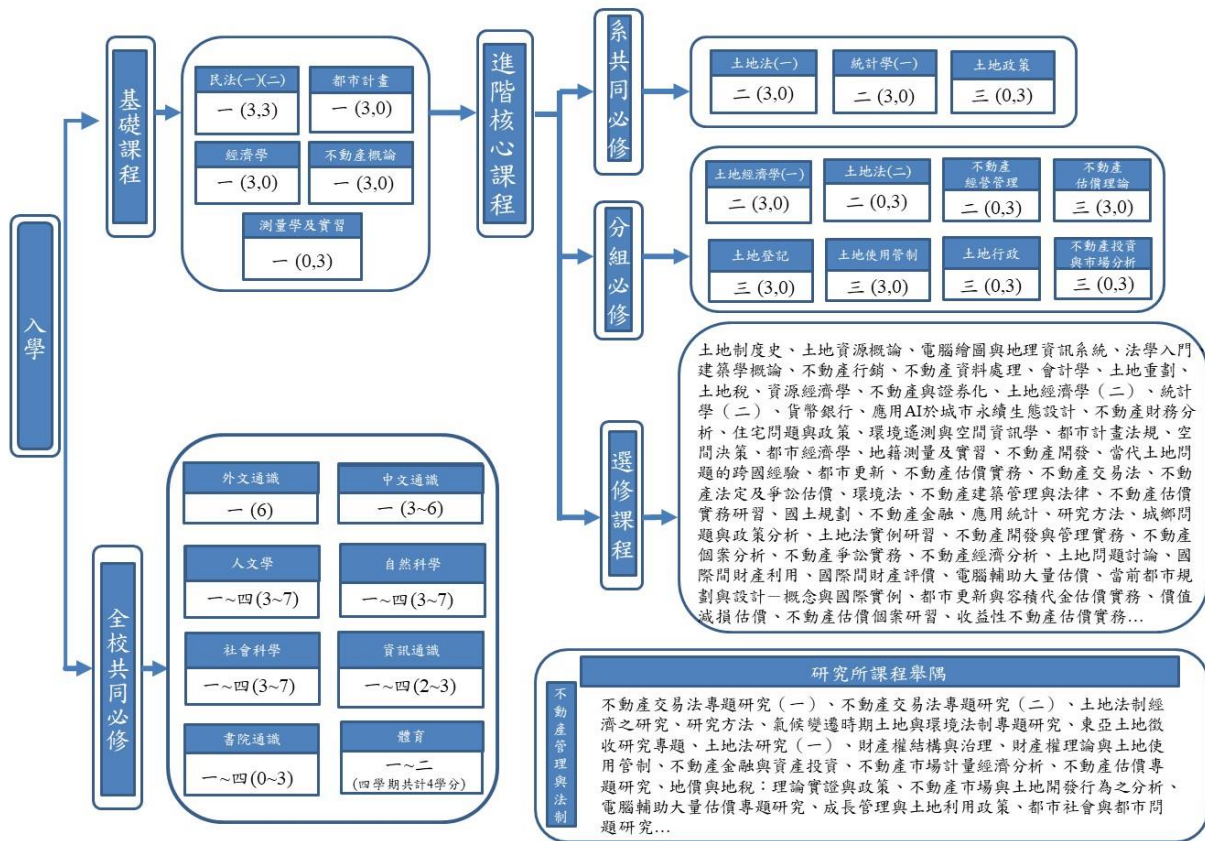 入學
基礎課程
民法(一)(二)
一 (3,3)
都市計畫
一 (3,0)
經濟學
一 (3,0)
不動產概論
一 (3,0)
測量學及實習
一 (0,3)
進階核心課程
系共同必修
土地法(一)
二 (3,0)
統計學(一)
二 (3,0)
土地政策
三 (0,3)
分組必修
土地經濟學(一)
二 (3,0)
土地法(二)
二 (0,3)
不動產
經營管理
二 (0,3)
不動產
估價理論
三 (3,0)
土地登記
三 (3,0)
土地使用管制
三 (3,0)
土地行政
三 (0,3)
不動產投資
與市場分析
三 (0,3)
選修課程
土地制度史、土地資源概論、電腦繪圖與地理資訊系統、法學入門
建築學概論、不動產行銷、不動產資料處理、會計學、土地重劃、
土地稅、資源經濟學、不動產與證券化、土地經濟學（二）、統計
學（二）、貨幣銀行、應用AI於城市永續生態設計、不動產財務分
析、住宅問題與政策、環境遙測與空間資訊學、都市計畫法規、空
間決策、都市經濟學、地籍測量及實習、不動產開發、當代土地問
題的跨國經驗、都市更新、不動產估價實務、不動產交易法、不動
產法定及爭訟估價、環境法、不動產建築管理與法律、不動產估價
實務研習、國土規劃、不動產金融、應用統計、研究方法、城鄉問
題與政策分析、土地法實例研習、不動產開發與管理實務、不動產
個案分析、不動產爭訟實務、不動產經濟分析、土地問題討論、國
際間財產利用、國際間財產評價、電腦輔助大量估價、當前都市規
劃與設計－概念與國際實例、都市更新與容積代金估價實務、價值
減損估價、不動產估價個案研習、收益性不動產估價實務…
全校共同必修
外文通識
一 (6)
中文通識
一 (3~6)
人文學
一~四 (3~7)
自然科學
一~四 (3~7)
社會科學
一~四 (3~7)
資訊通識
一~四 (2~3)
書院通識
一~四 (0~3)
體育
一~二
(四學期共計4學分)
不動產管理與法制
研究所課程舉隅
不動產交易法專題研究（一）、不動產交易法專題研究（二）、土地法制經
濟之研究、研究方法、氣候變遷時期土地與環境法制專題研究、東亞土地徵
收研究專題、土地法研究（一）、財產權結構與治理、財產權理論與土地使
用管制、不動產金融與資產投資、不動產市場計量經濟分析、不動產估價專
題研究、地價與地稅：理論實證與政策、不動產市場與土地開發行為之分析、
電腦輔助大量估價專題研究、成長管理與土地利用政策、都市社會與都市問
題研究…